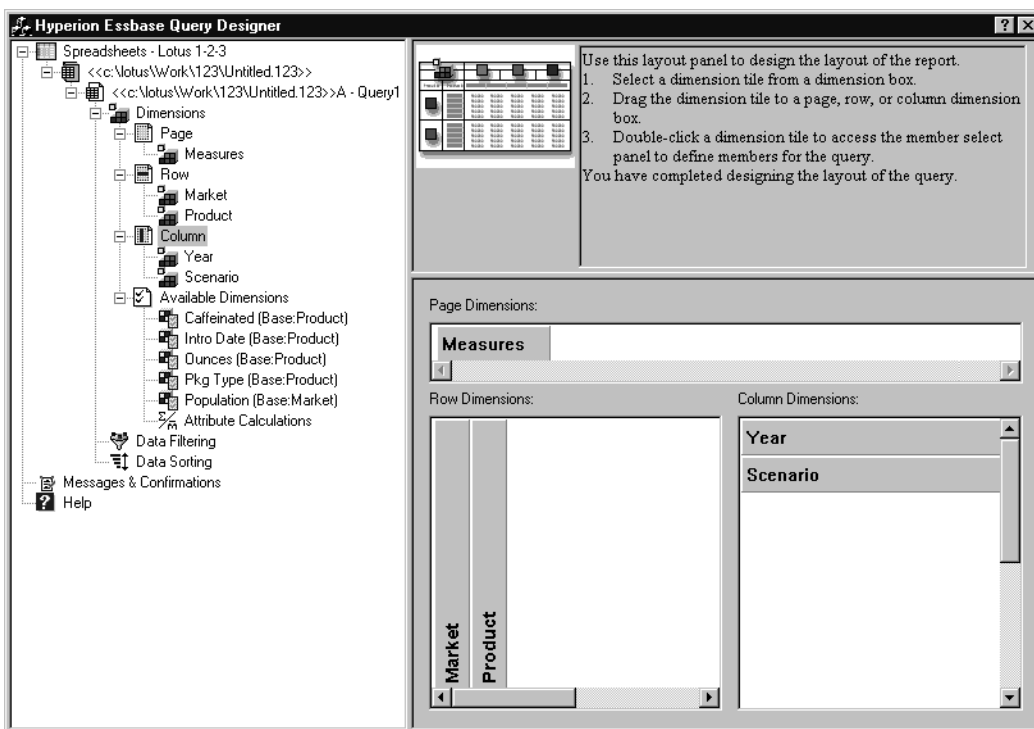 Hyperion Essbase Query Designer
Spreadsheets - Lotus 1-2-3
<<c:\lotus\Work\123\Untitled.123>>
<<c:\lotus\Work\123\Untitled.123>>A - Query1
Dimensions
Page
Measures
Row
Market
Product
Column
Year
Scenario
Available Dimensions
Caffeinated (Base:Product)
Intro Date (Base:Product)
Ounces (Base:Product)
Pkg Type (Base:Product)
Population (Base:Market)
Attribute Calculations
Data Filtering
Data Sorting
Messages & Confirmations
Help
Use this layout panel to design the layout of the report.
1. Select a dimension tile from a dimension box.
2. Drag the dimension tile to a page, row, or column dimension
box.
3. Double-click a dimension tile to access the member select
panel to define members for the query.
You have completed designing the layout of the query.
Page Dimensions:
Measures
Row Dimensions:
Market
Product
Column Dimensions:
Year
Scenario